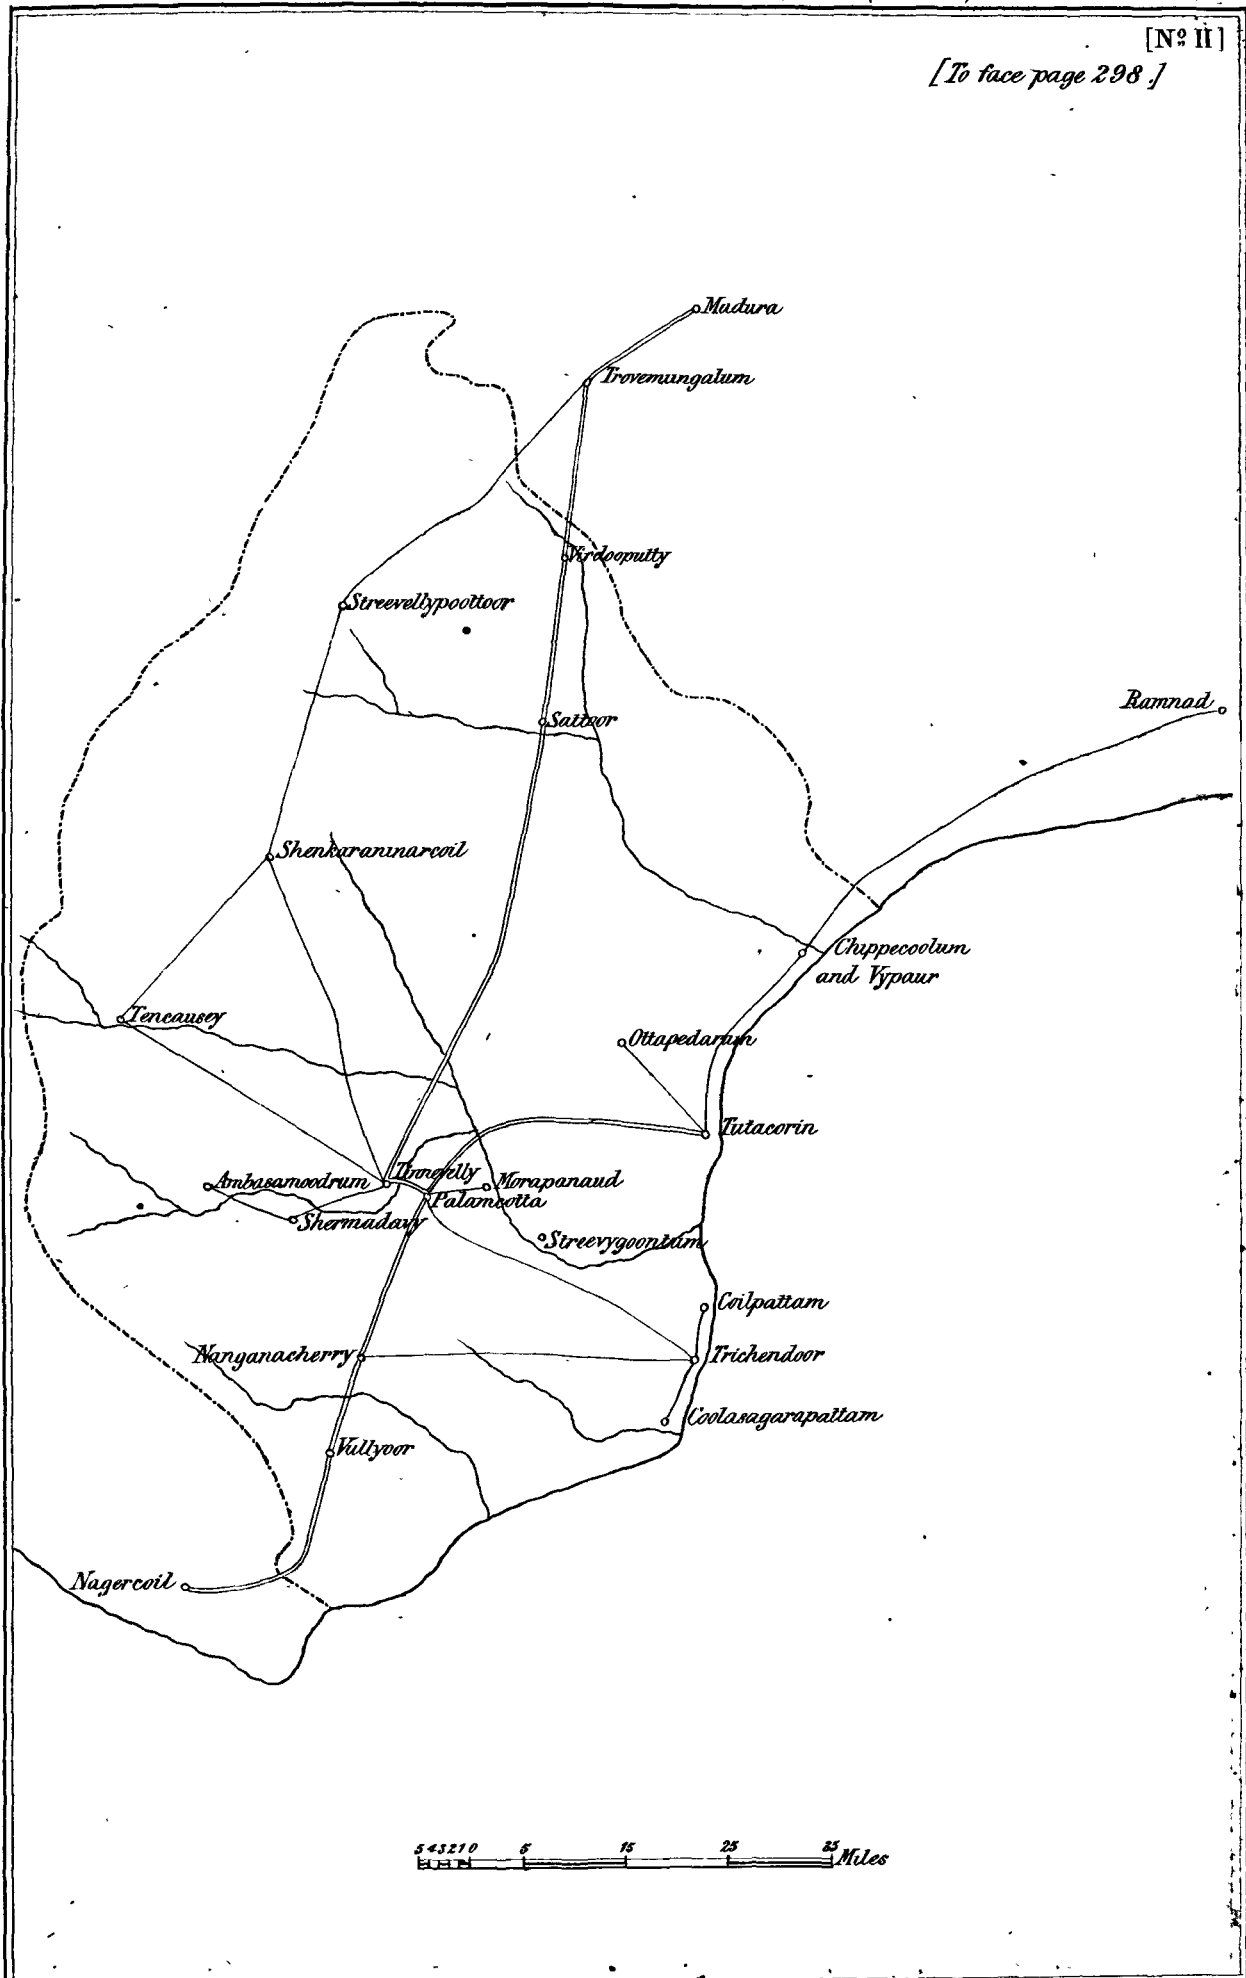 [No. II]
[To face page 298.]
Madura
Trovemungalum
Virdooputty
Streevellypoottoor
Ramnad
Sattoor
Shenkaraninarcoil
Chippecoolum
and Vypaur
Tencausey
Ottapedarum
Tutacorin
Tinnevelly
Ambasamoodrum
Morapanaud
Palamcotta
Shermadavy
Streevygoontum
Coilpattam
Nanganacherry
Trichendoor
Coolasagarapattam
Vullyoor
Nagercoil
5 4 3 2 1 0 5 15 25 35 Miles